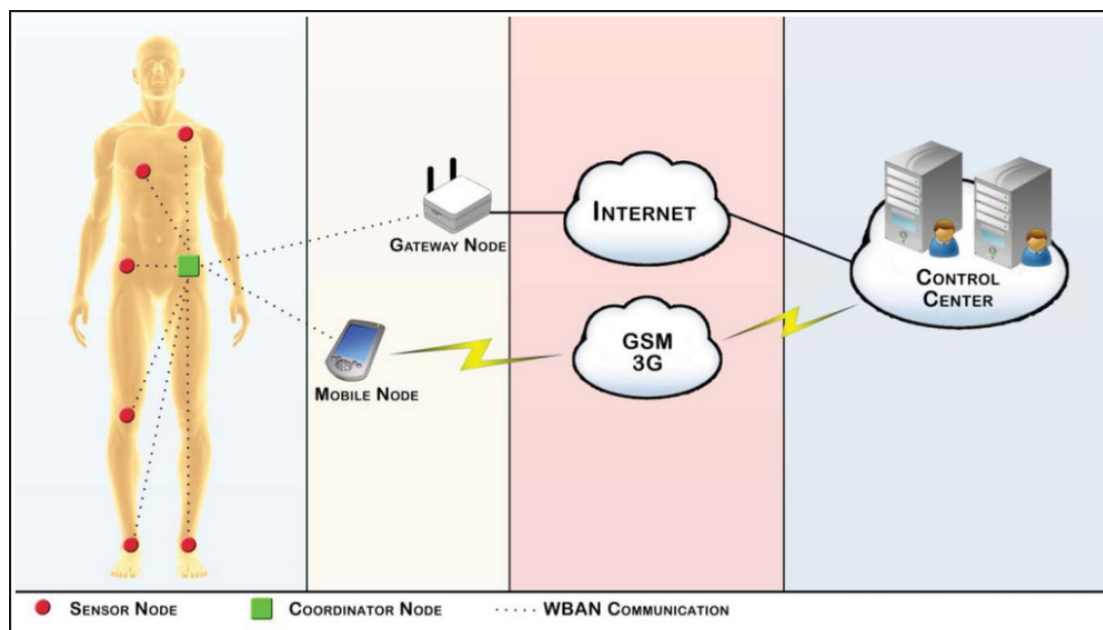 INTERNET
GATEWAY NODE
CONTROL
CENTER
GSM
3G
MOBILE NODE
SENSOR NODE
COORDINATOR NODE
WBAN COMMUNICATION